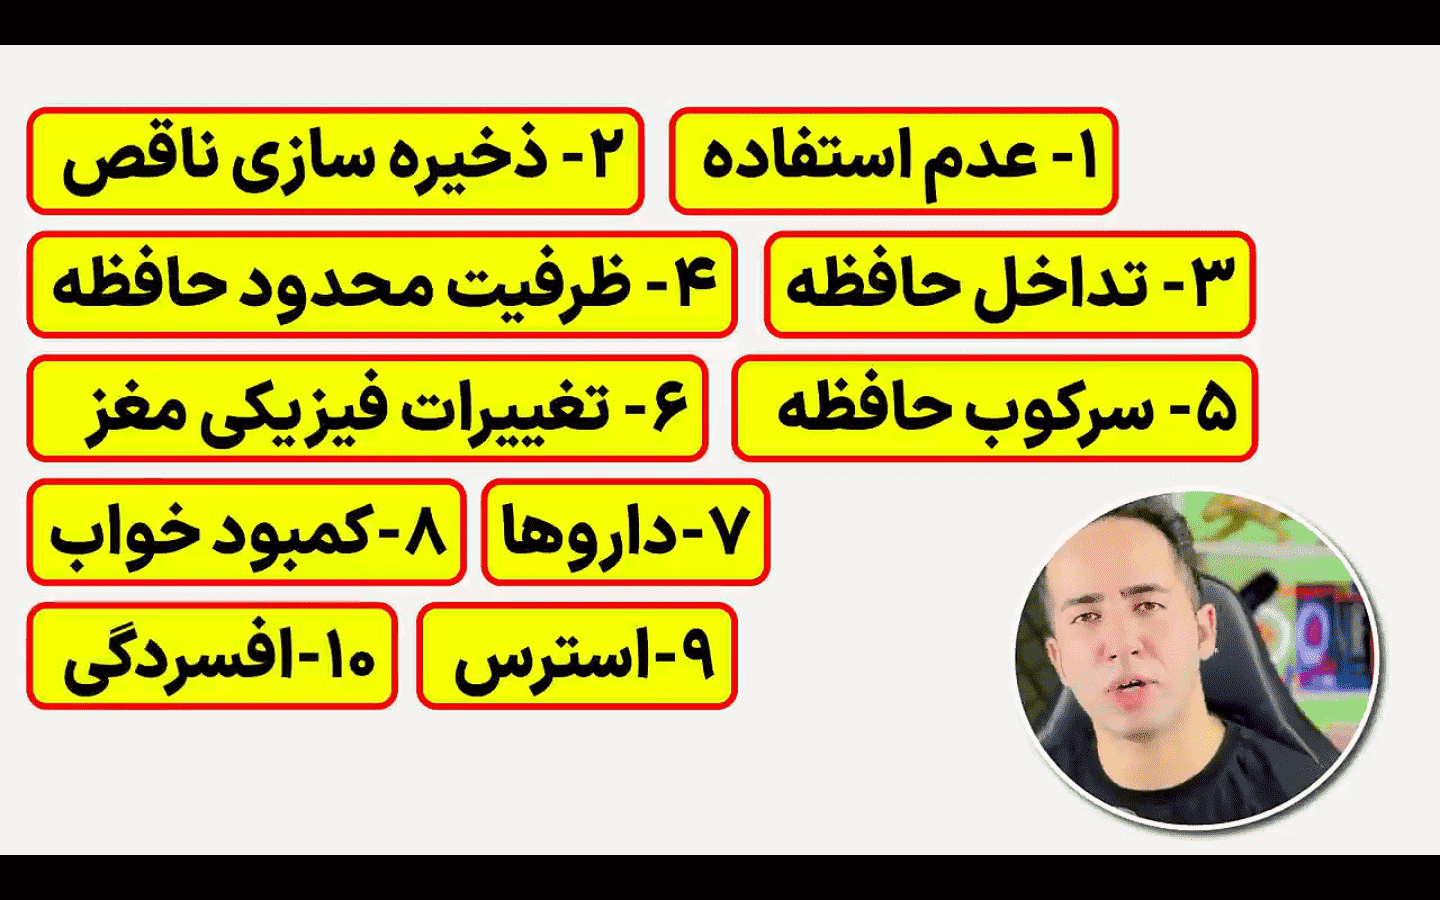 ۱- عدم استفاده
۲- ذخیره سازی ناقص
۳- تداخل حافظه
۴- ظرفیت محدود حافظه
۵- سرکوب حافظه
۶- تغییرات فیزیکی مغز
۷-داروها
۸-کمبود خواب
۹-استرس
۱۰-افسردگی